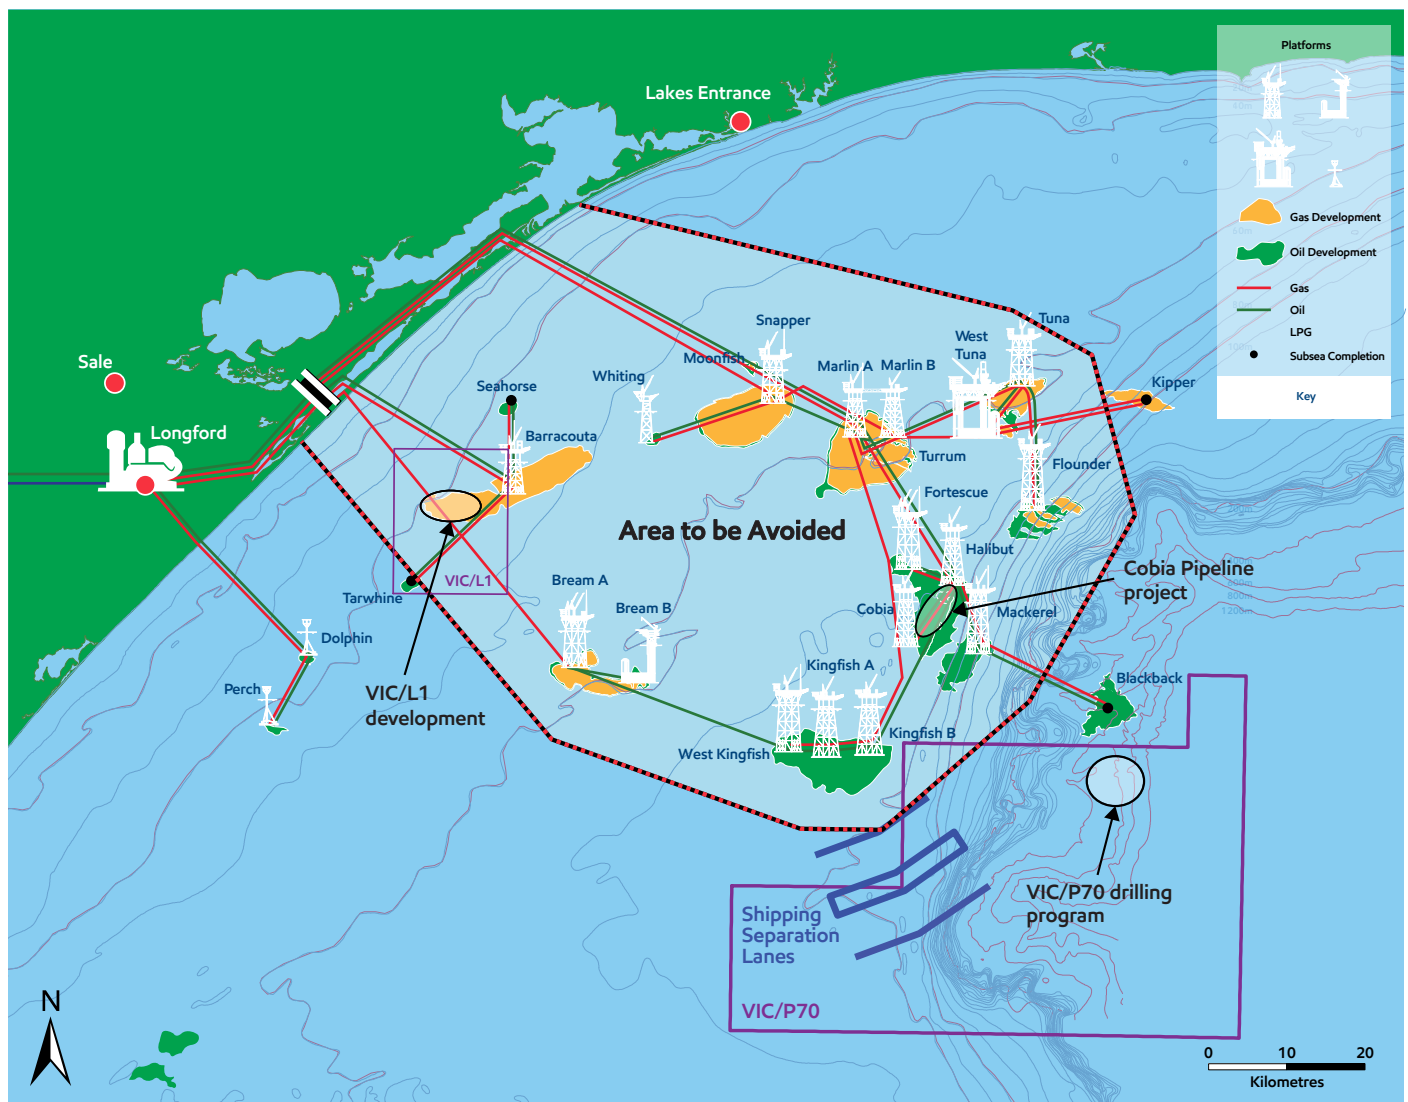 Platforms
Gas Development
Oil Development
Gas
Oil
LPG
Subsea Completion
Key
Lakes Entrance
Sale
Longford
Snapper
Moonfish
Whiting
Seahorse
Barracouta
Marlin A
Marlin B
West
Tuna
Tuna
Kipper
Turrum
Flounder
Fortescue
Area to be Avoided
Halibut
Cobia Pipeline
project
VIC/L1
Tarwhine
Bream A
Bream B
Cobia
Mackerel
Dolphin
Perch
VIC/L1
development
Kingfish A
Blackback
Kingfish B
West Kingfish
VIC/P70 drilling
program
Shipping
Separation
Lanes
VIC/P70
N
0 10 20
Kilometres
800m
1200m